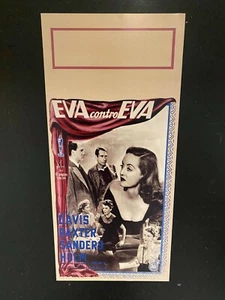 EVA contro EVA
DAVIS
BAXTER
SANDERS
HOLM